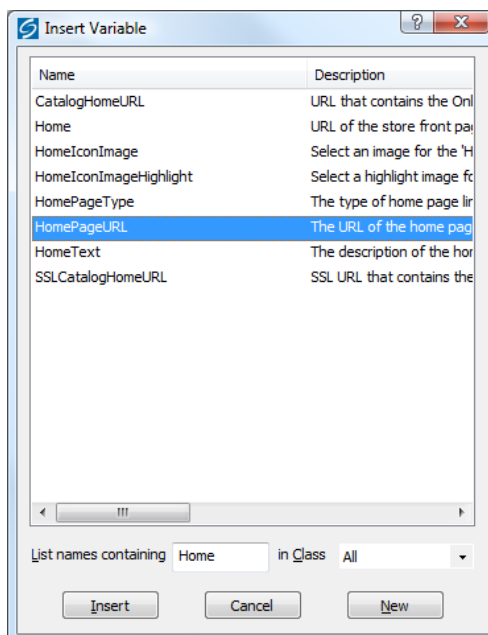 Insert Variable
?
Name Description
CatalogHomeURL URL that contains the Onl
Home URL of the store front pa
HomeIconImage Select an image for the 'H
HomeIconImageHighlight Select a highlight image fo
HomePageType The type of home page lin
HomePageURL The URL of the home pag
HomeText The description of the hom
SSLCatalogHomeURL SSL URL that contains the
List names containing Home in Class All
Insert Cancel New